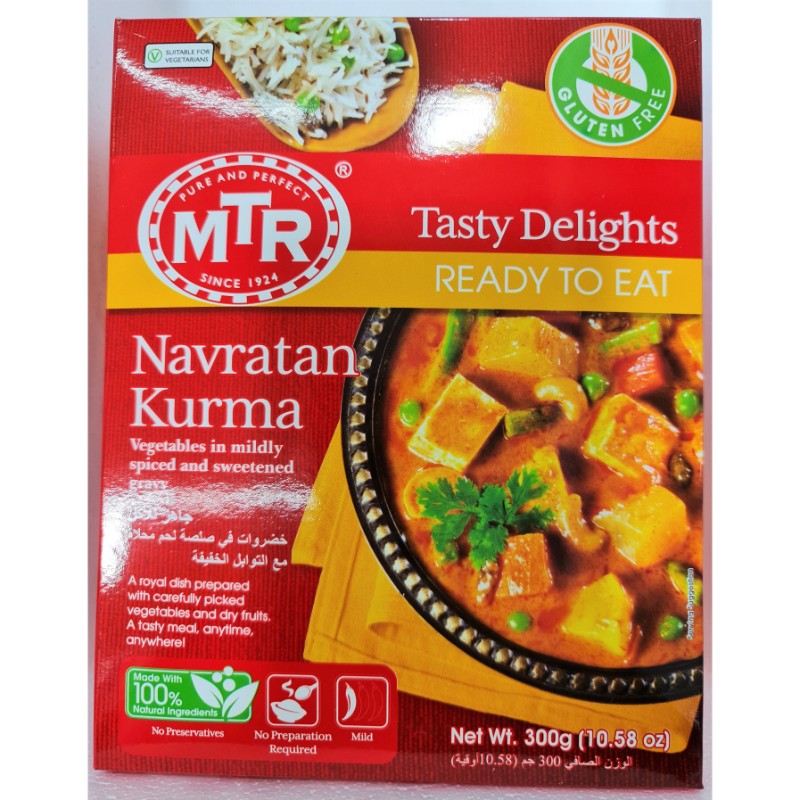 SUITABLE FOR
VEGETARIANS
GLUTEN FREE
PURE AND PERFECT
MTR
®
SINCE 1924
Tasty Delights
READY TO EAT
Navratan
Kurma
Vegetables in mildly
spiced and sweetened
gravy
خضروات في صلصة لحم محلاة
مع التوابل الخفيفة
A royal dish prepared
with carefully picked
vegetables and dry fruits.
A tasty meal, anytime,
anywhere!
Serving Suggestion
Made With
100%
Natural Ingredients
No Preservatives
No Preparation
Required
Mild
Net Wt. 300g (10.58 oz)
الوزن الصافي 300 جم (10.58أوقية)